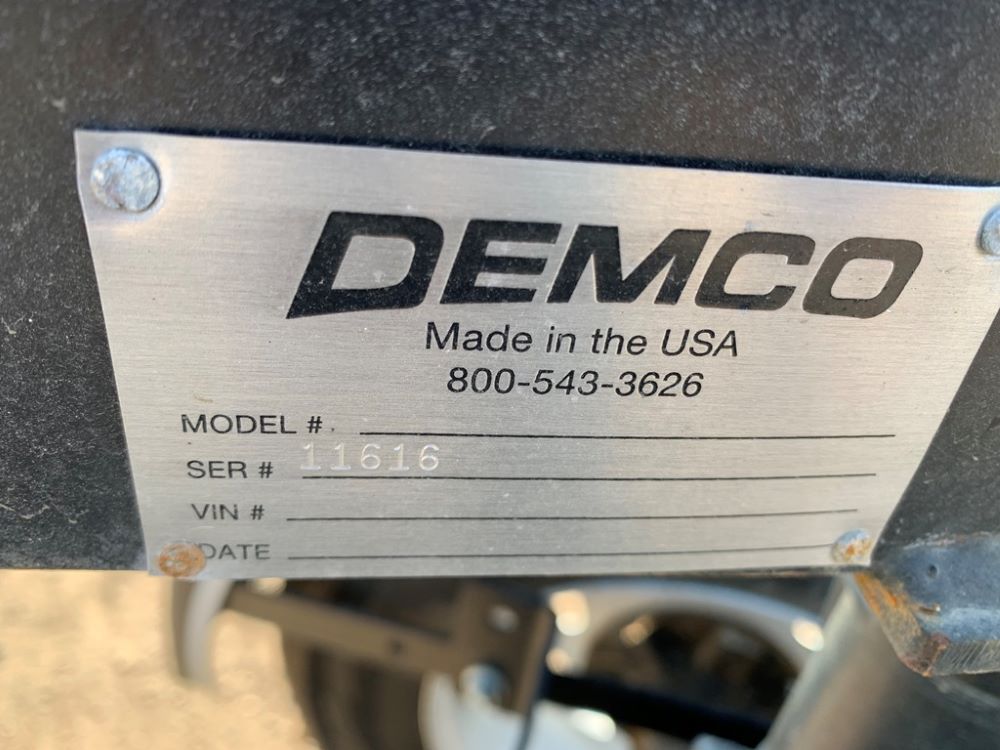 DEMCO
Made in the USA
800-543-3626
MODEL #
SER # 11616
VIN #
DATE